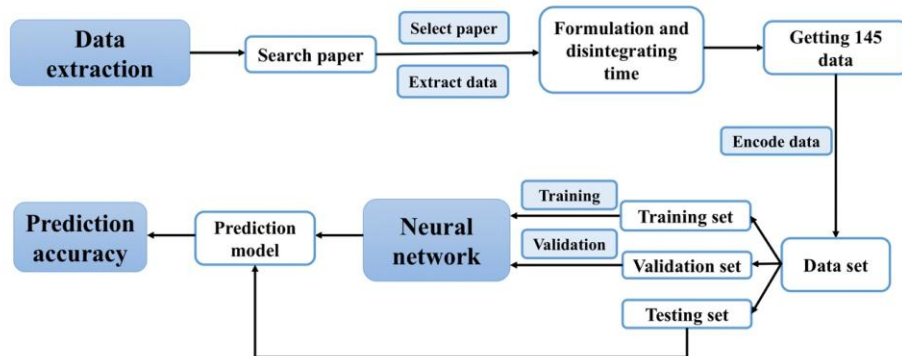 Data
extraction
Search paper
Select paper
Extract data
Formulation and
disintegrating
time
Getting 145
data
Encode data
Prediction
accuracy
Prediction
model
Neural
network
Training
Validation
Training set
Validation set
Testing set
Data set